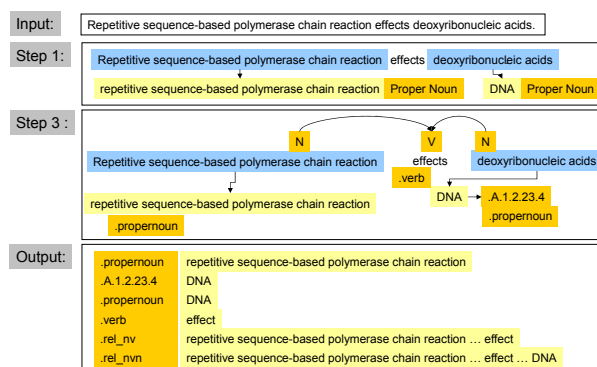 Input:
Repetitive sequence-based polymerase chain reaction effects deoxyribonucleic acids.
Step 1:
Repetitive sequence-based polymerase chain reaction effects deoxyribonucleic acids
repetitive sequence-based polymerase chain reaction Proper Noun DNA Proper Noun
Step 3 :
N V N
Repetitive sequence-based polymerase chain reaction effects deoxyribonucleic acids
.verb
DNA .A.1.2.23.4
repetitive sequence-based polymerase chain reaction
.propernoun
.propernoun
Output:
.propernoun repetitive sequence-based polymerase chain reaction
.A.1.2.23.4 DNA
.propernoun DNA
.verb effect
.rel_nv repetitive sequence-based polymerase chain reaction … effect
.rel_nvn repetitive sequence-based polymerase chain reaction … effect … DNA